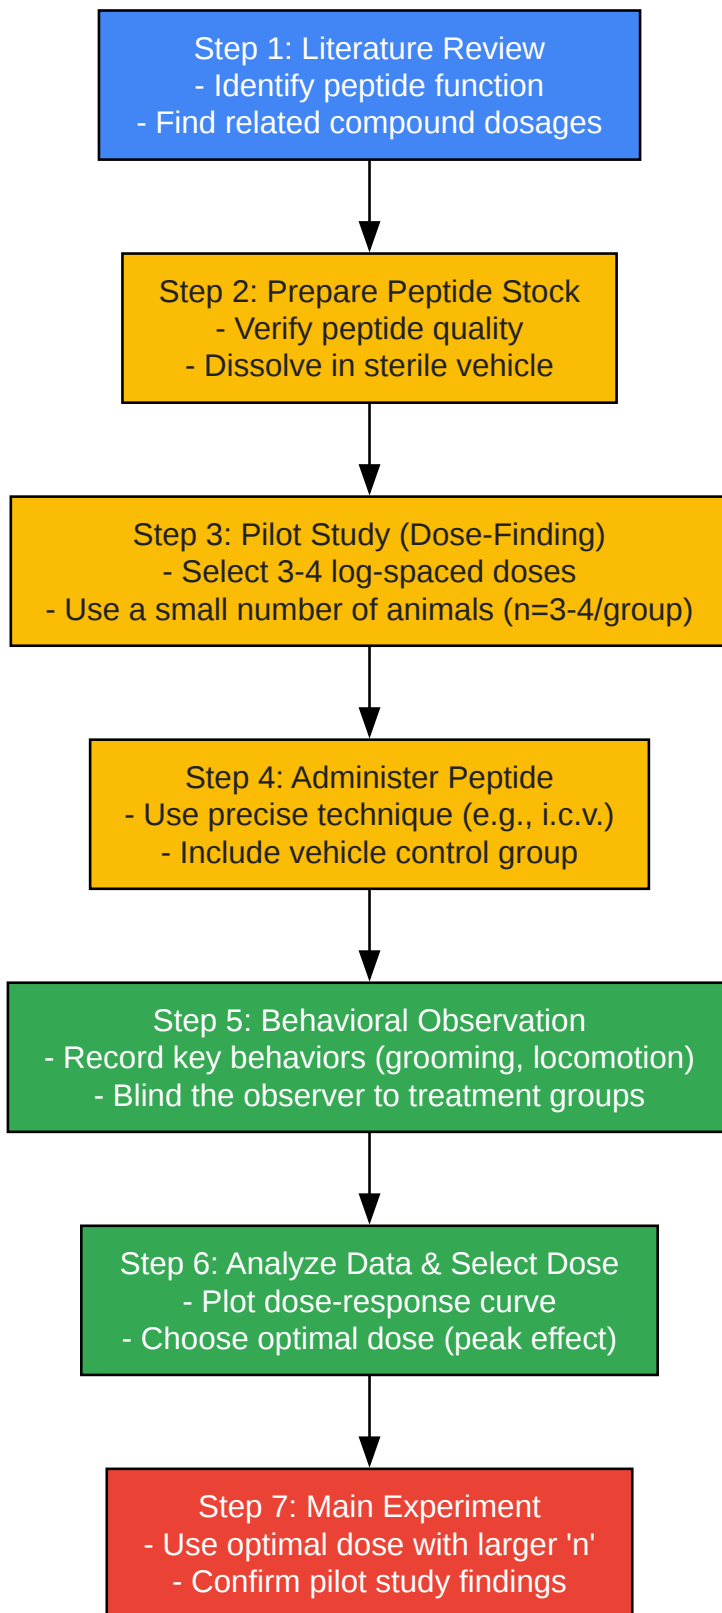 Step 1: Literature Review
- Identify peptide function
- Find related compound dosages
Step 2: Prepare Peptide Stock
- Verify peptide quality
- Dissolve in sterile vehicle
Step 3: Pilot Study (Dose-Finding)
- Select 3-4 log-spaced doses
- Use a small number of animals (n=3-4/group)
Step 4: Administer Peptide
- Use precise technique (e.g., i.c.v.)
- Include vehicle control group
Step 5: Behavioral Observation
- Record key behaviors (grooming, locomotion)
- Blind the observer to treatment groups
Step 6: Analyze Data & Select Dose
- Plot dose-response curve
- Choose optimal dose (peak effect)
Step 7: Main Experiment
- Use optimal dose with larger 'n'
- Confirm pilot study findings